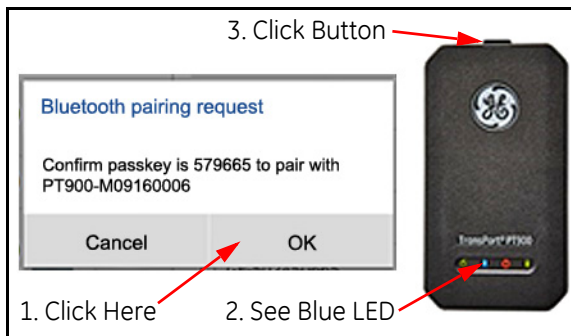 3. Click Button
Bluetooth pairing request
Confirm passkey is 579665 to pair with
PT900-M09160006
Cancel
OK
TransPort® PT900
1. Click Here
2. See Blue LED